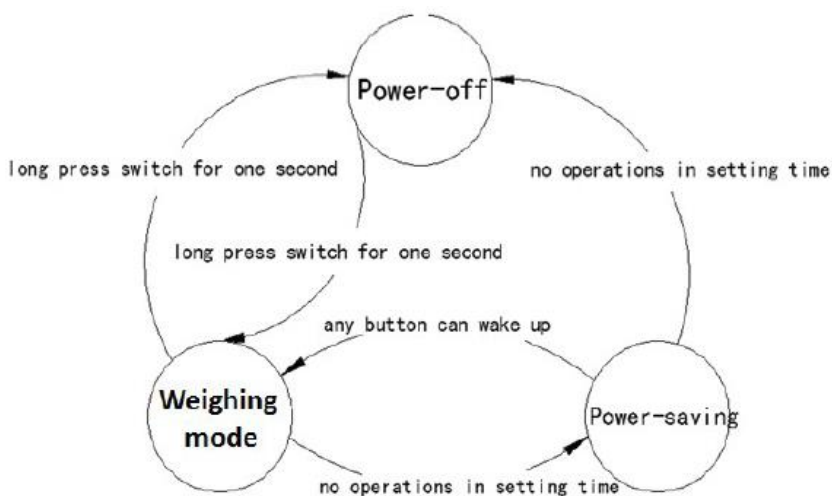 Power-off
long press switch for one second
no operations in setting time
long press switch for one second
any button can wake up
Weighing
mode
Power-saving
no operations in setting time